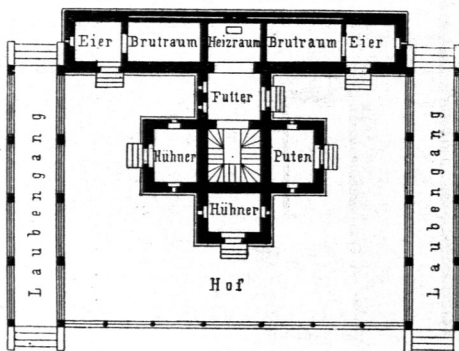 Eier Brutraum Heizraum Brutraum Eier
Futter
Hühner Puten
Hühner
Hof
Laubengang
Laubengang